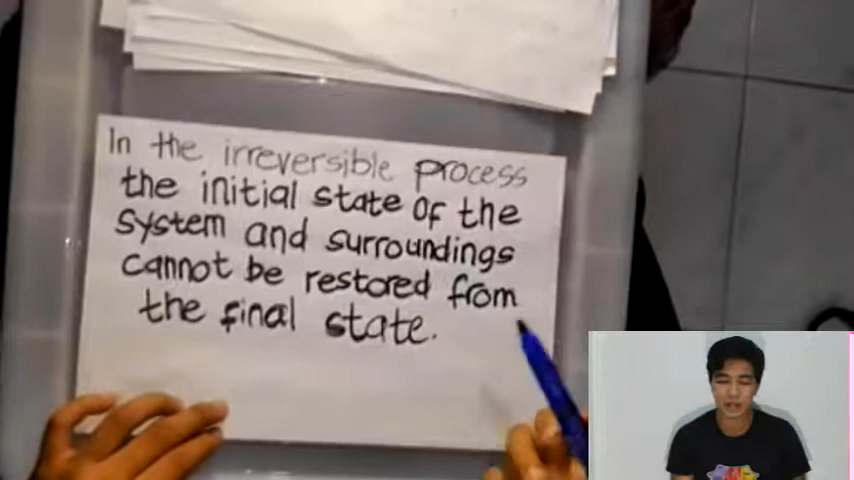 In the irreversible process
the initial state of the
system and surroundings
cannot be restored from
the final state.